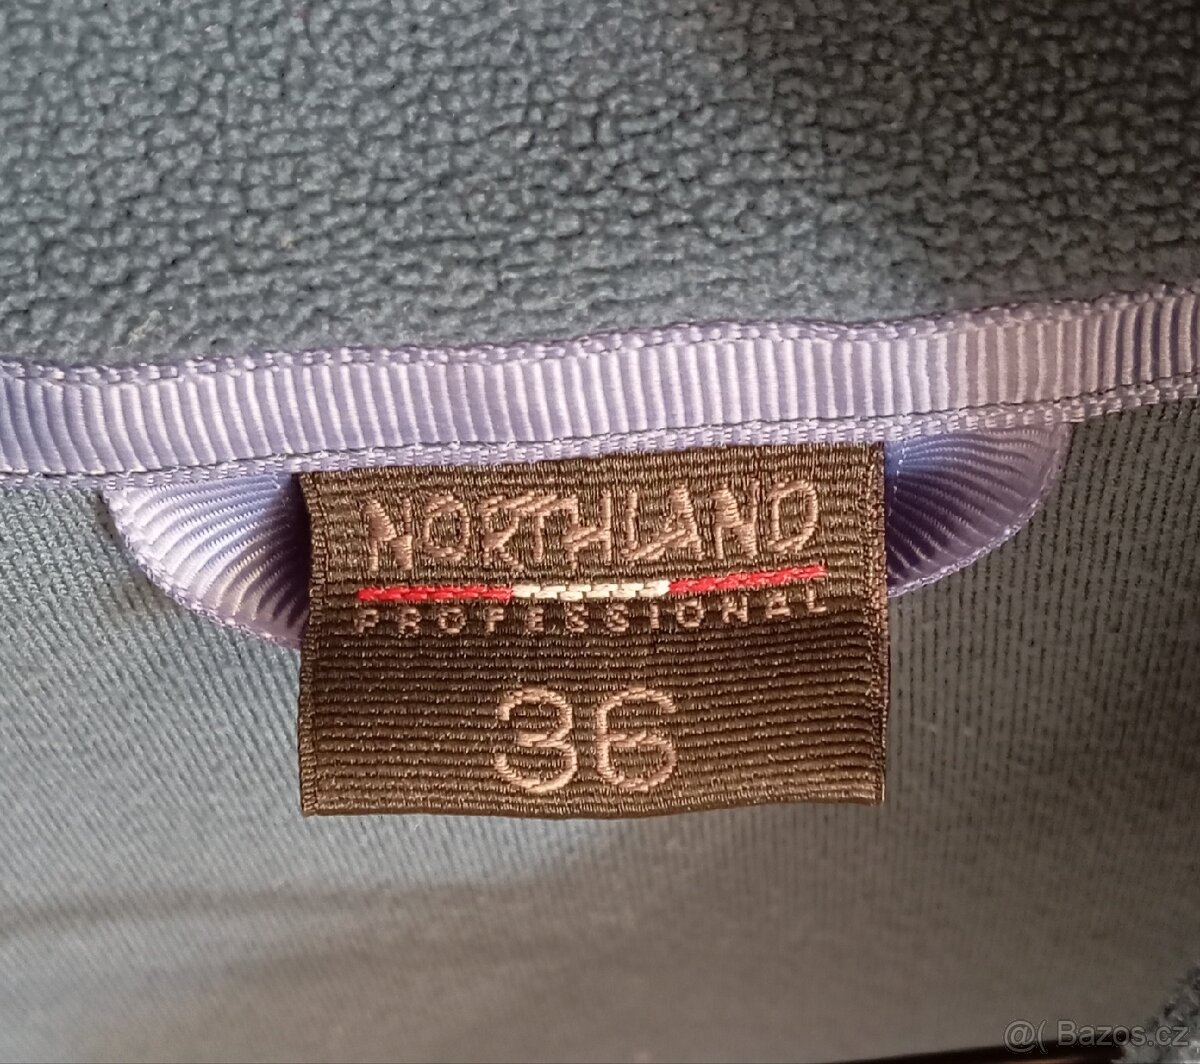 NORTHLAND
PROFESSIONAL
36
@( Bazos.cz